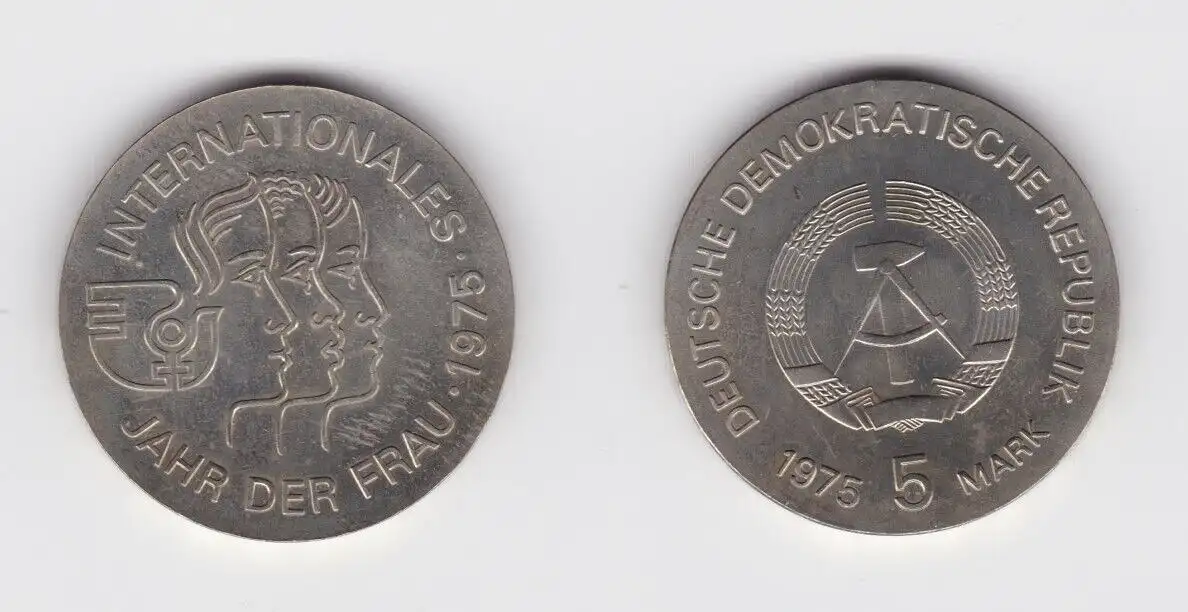 INTERNATIONALES · 1975 ·
JAHR DER FRAU
DEUTSCHE DEMOKRATISCHE REPUBLIK
1975 5 MARK